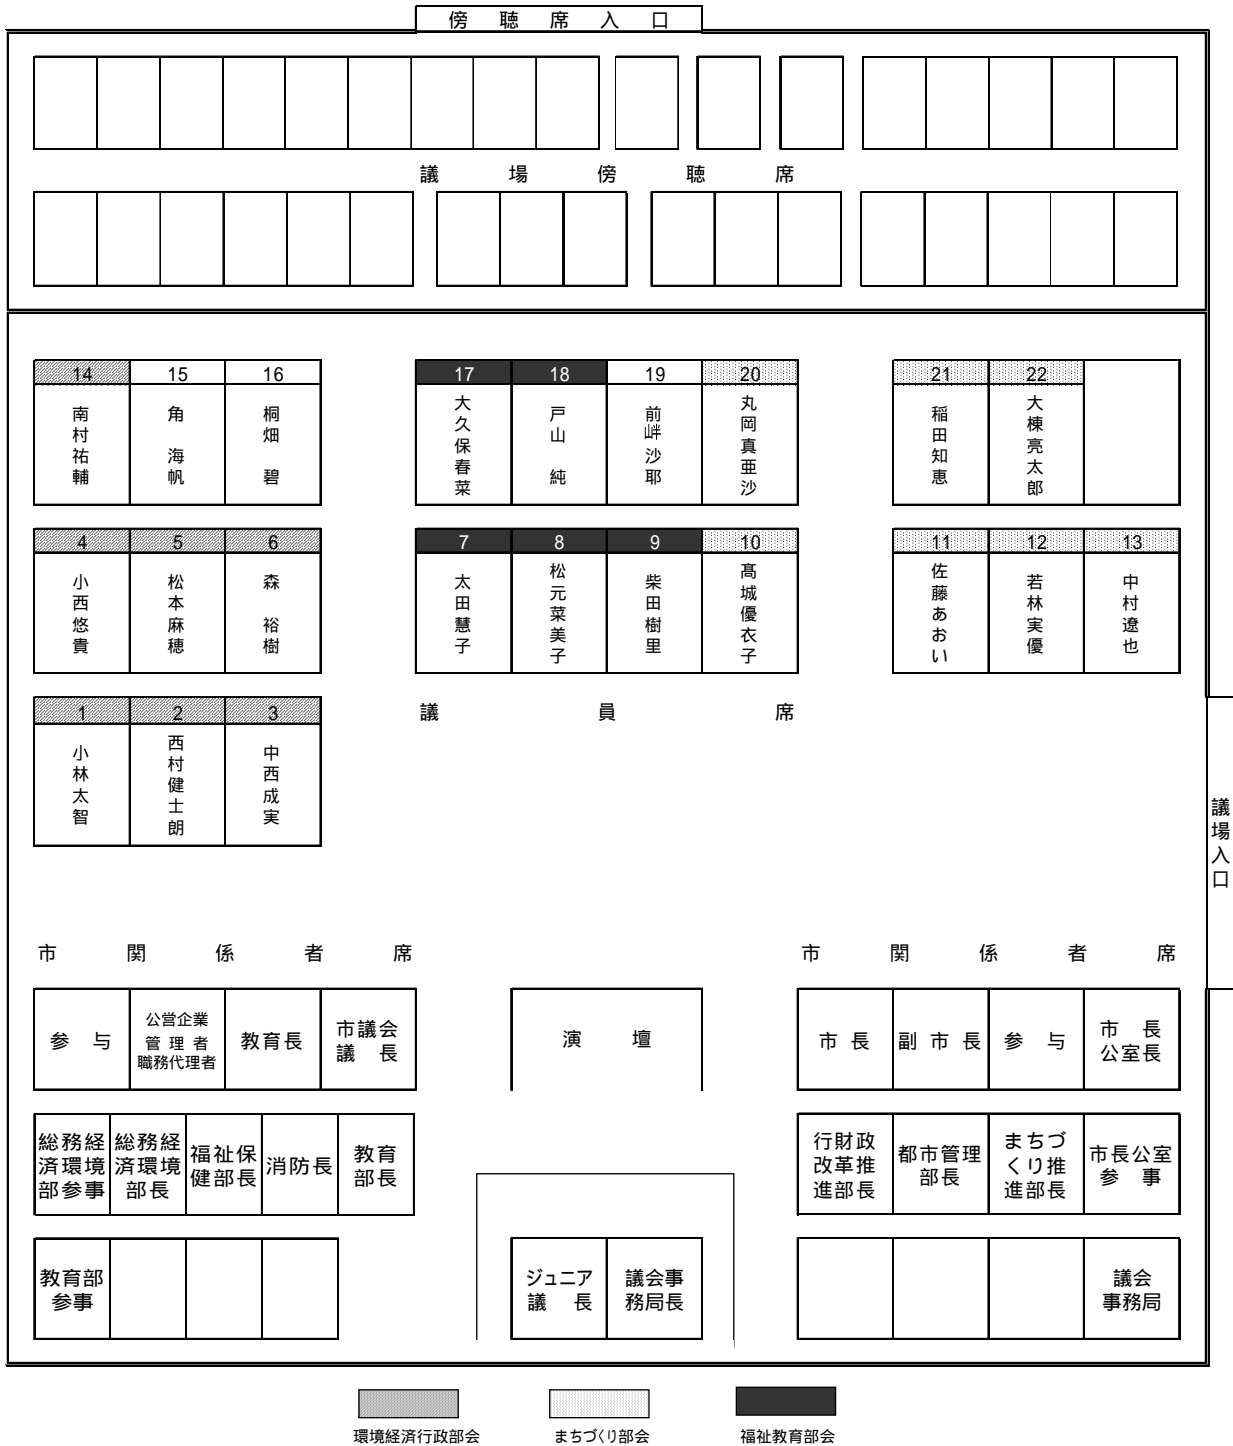 傍聴席入口
議場傍聴席
14 15 16 17 18 19 20 21 22
南村祐輔
角 海帆
桐畑 碧
大久保春菜
戸山 純
前𫝓沙耶
丸岡真亜沙
稲田知恵
大棟亮太郎
4 5 6 7 8 9 10 11 12 13
小西悠貴
松本麻穂
森 裕樹
太田慧子
松元菜美子
柴田樹里
髙城優衣子
佐藤あおい
若林実優
中村遼也
1 2 3
小林太智
西村健士朗
中西成実
議員席
議場入口
市関係者席
市関係者席
参与
公営企業
管理者
職務代理者
教育長
市議会
議長
演壇
市長
副市長
参与
市長
公室長
総務経
済環境
部参事
総務経
済環境
部長
福祉保
健部長
消防長
教育
部長
行財政
改革推
進部長
都市管理
部長
まちづ
くり推
進部長
市長公室
参事
教育部
参事
ジュニア
議長
議会事
務局長
議会
事務局
環境経済行政部会
まちづくり部会
福祉教育部会